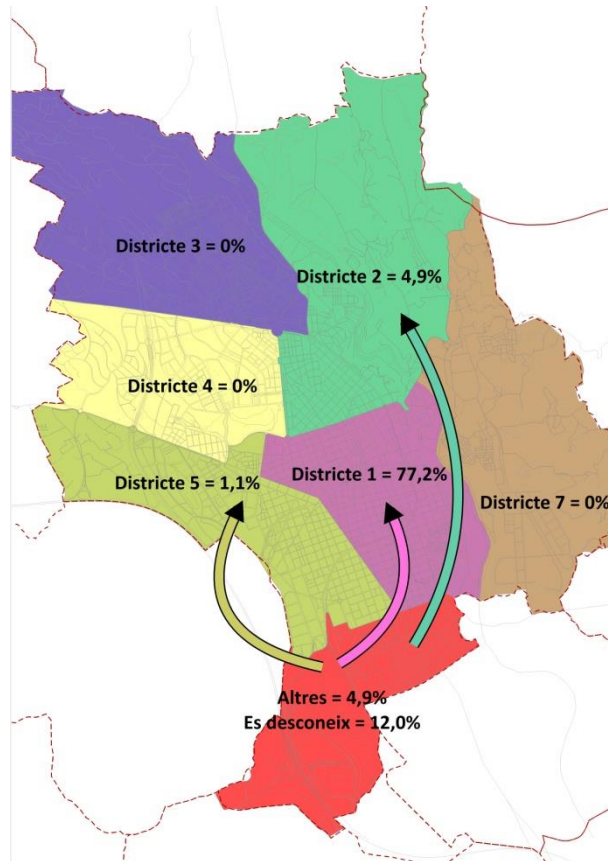 Districte 3 = 0%
Districte 2 = 4,9%
Districte 4 = 0%
Districte 5 = 1,1%
Districte 1 = 77,2%
Districte 7 = 0%
Altres = 4,9%
Es desconeix = 12,0%